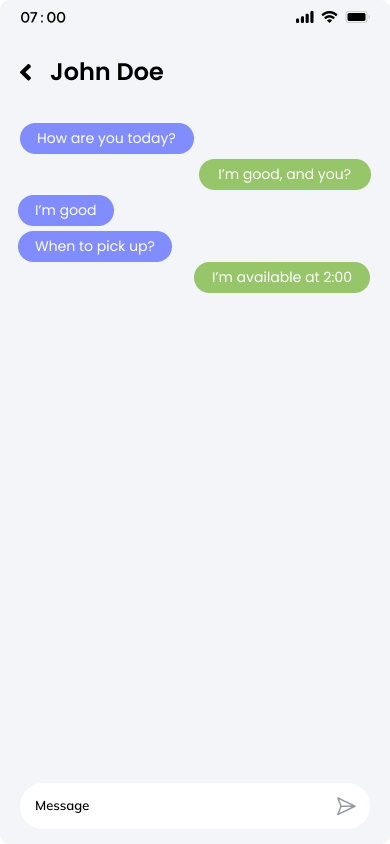 07:00
John Doe
How are you today?
I'm good, and you?
I'm good
When to pick up?
I'm available at 2:00
Message